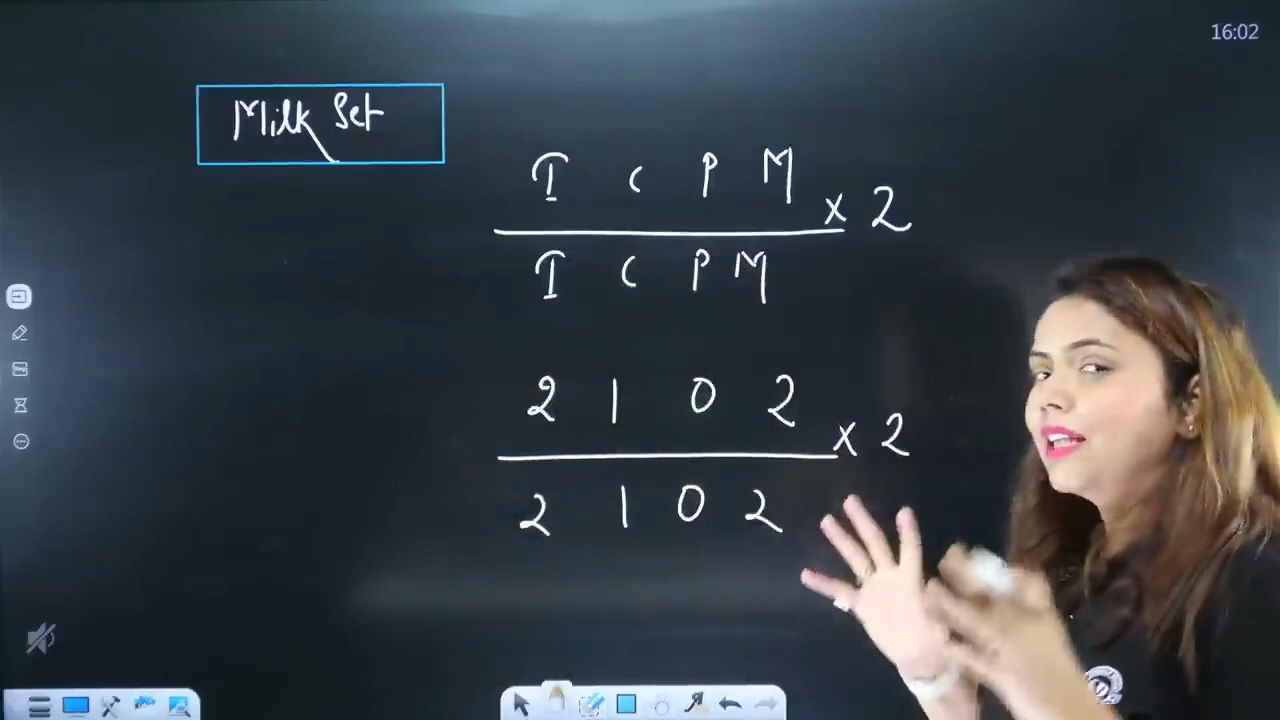 16:02
Milk Set
I C P M × 2
I C P M
2 1 0 2 × 2
2 1 0 2